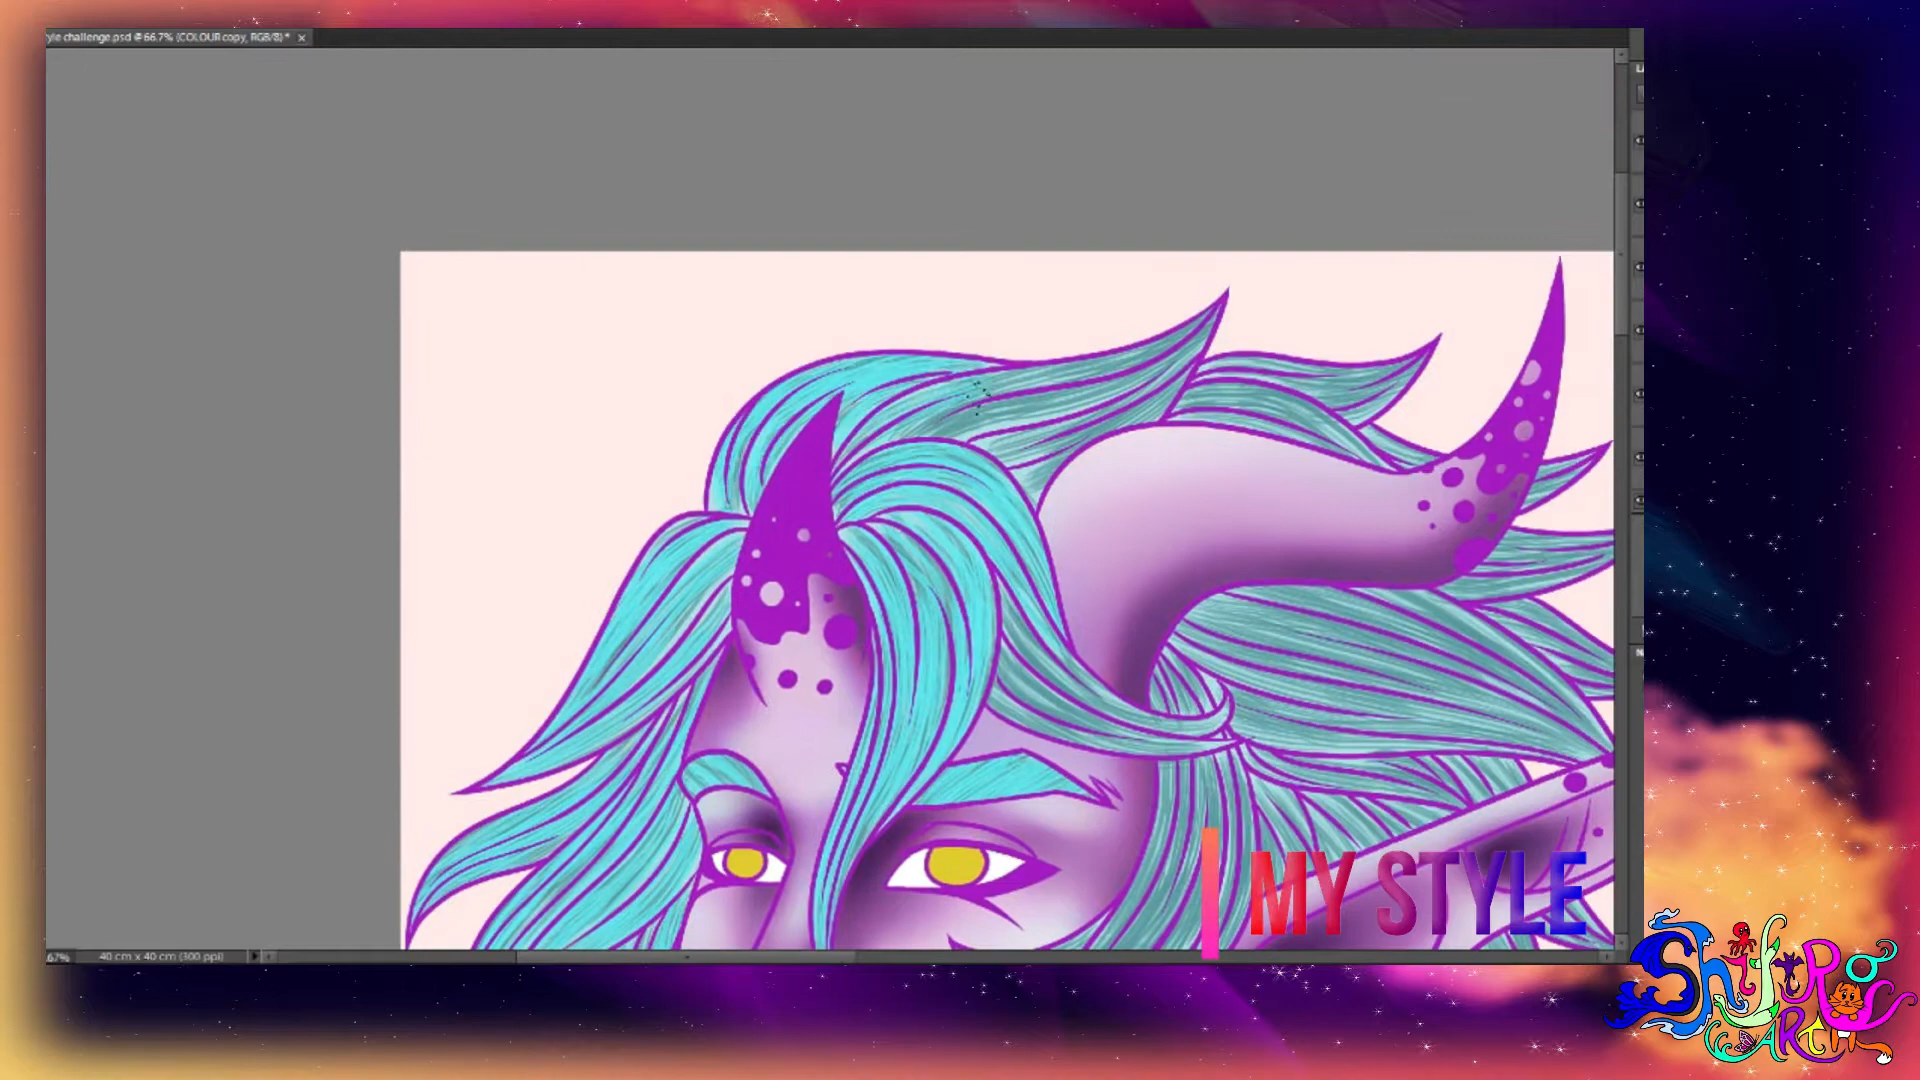 yle challenge.psd @ 66.7% (COLOUR copy, RGB/8) *
MY STYLE
.67%
40 cm x 40 cm (300 ppi)
ShifuRoc
ARt